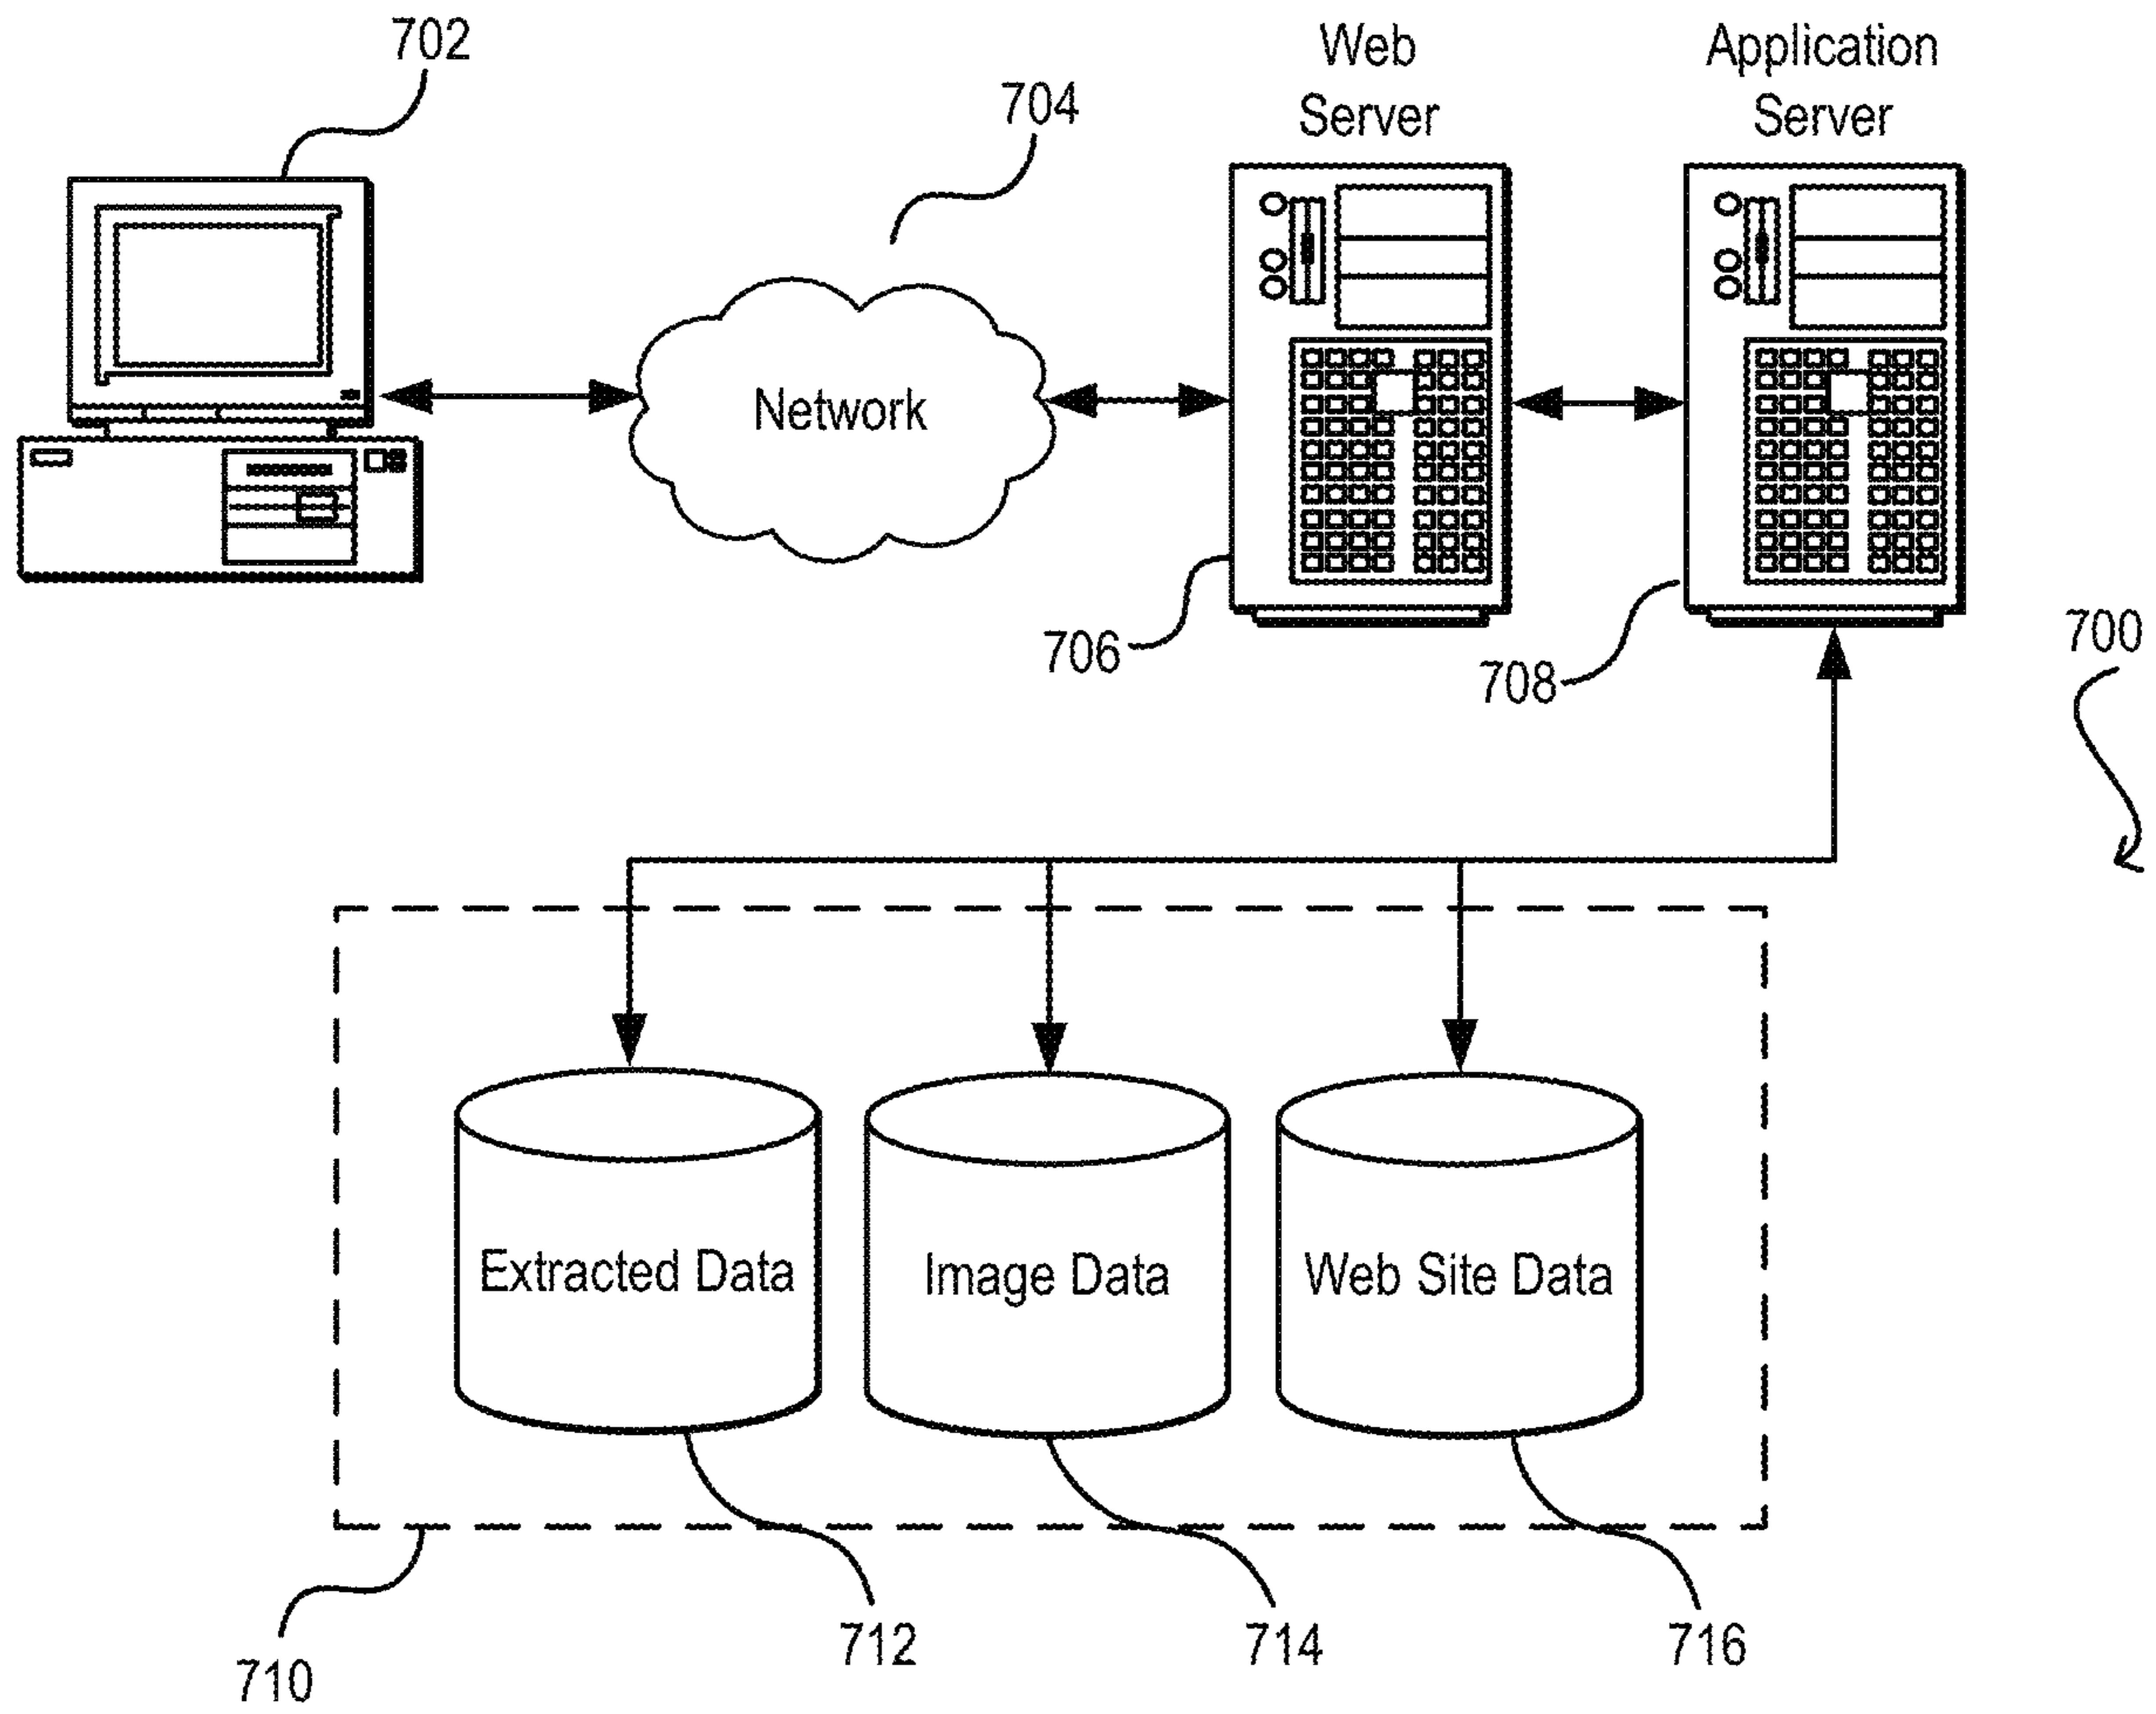 702
704
Web
Server
Application
Server
Network
706
708
700
Extracted Data
Image Data
Web Site Data
710
712
714
716